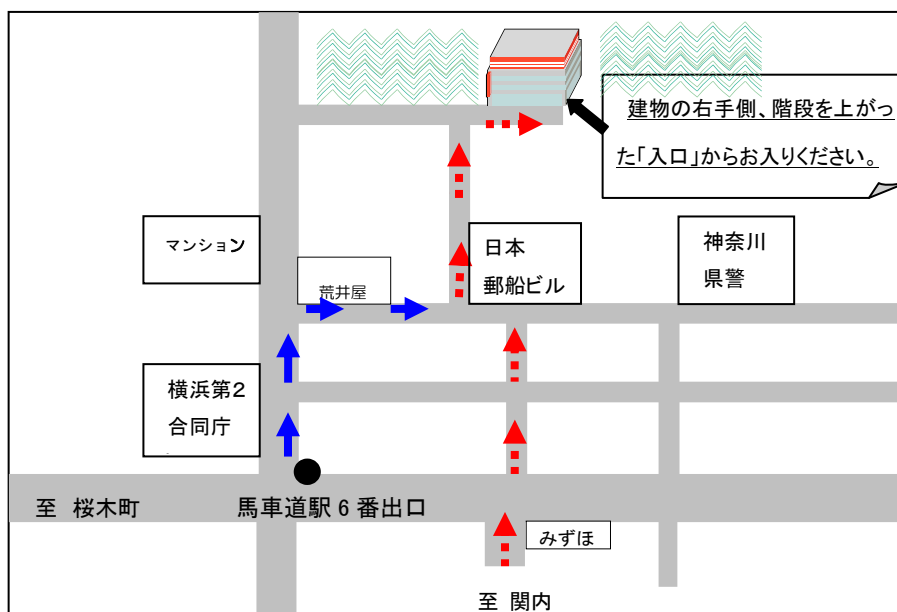 建物の右手側、階段を上がっ
た「入口」からお入りください。
マンション
荒井屋
日本
郵船ビル
神奈川
県警
横浜第2
合同庁
至 桜木町
馬車道駅 6 番出口
みずほ
至 関内